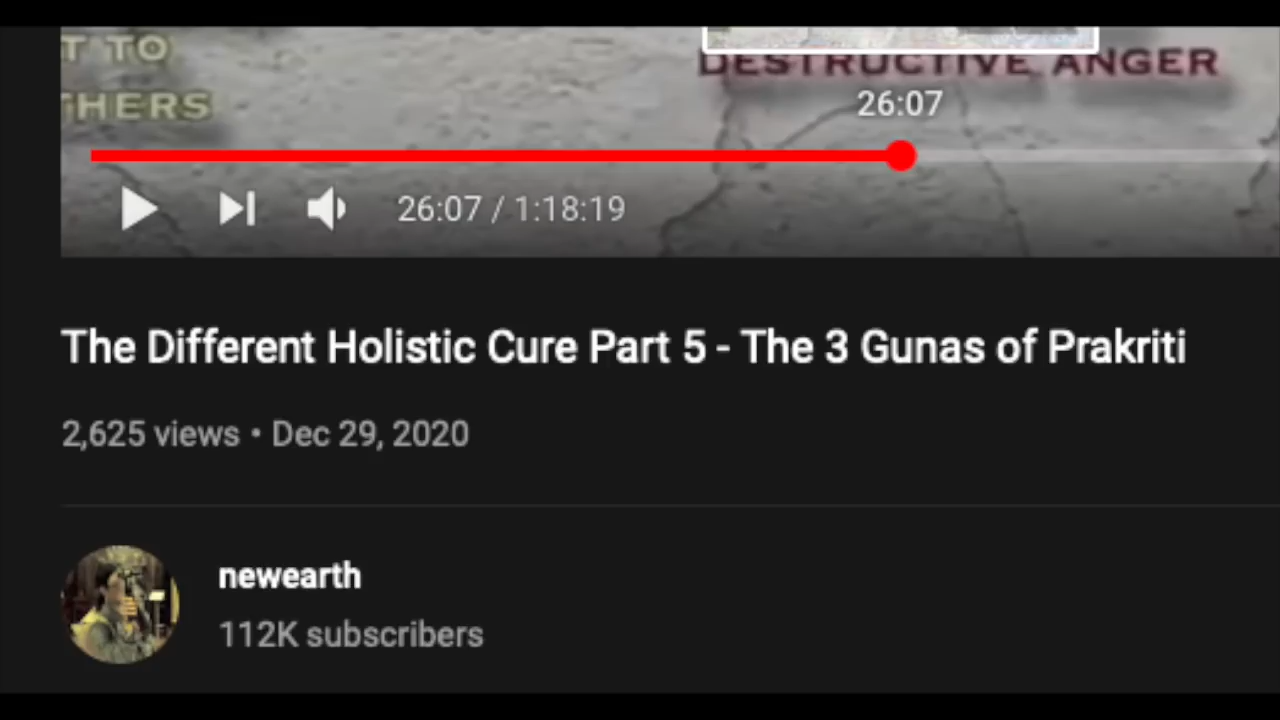 T TO
DESTRUCTIVE ANGER
THERS
26:07
26:07 / 1:18:19
The Different Holistic Cure Part 5 - The 3 Gunas of Prakriti
2,625 views • Dec 29, 2020
newearth
112K subscribers